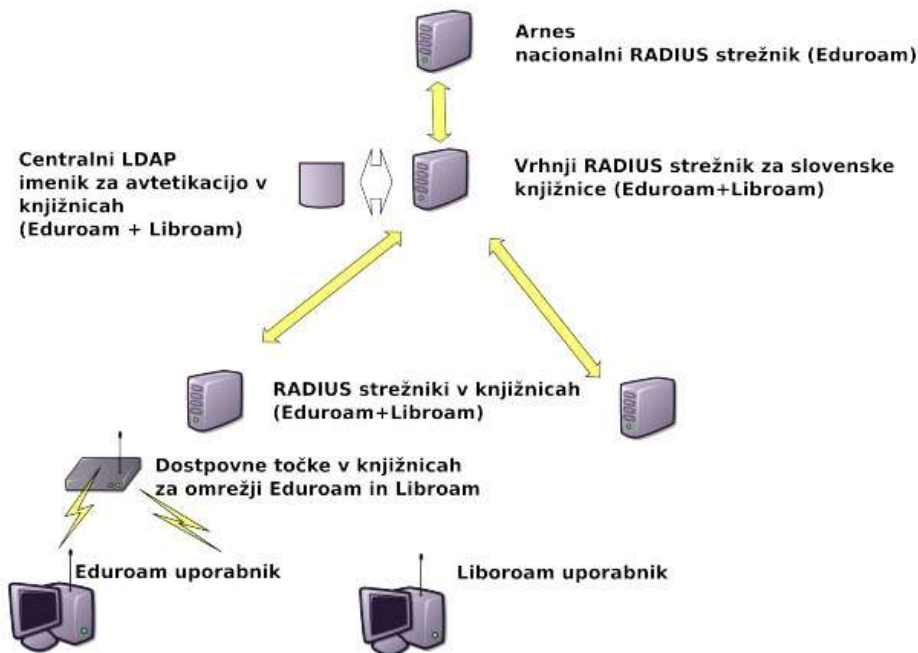 Arnes
nacionalni RADIUS strežnik (Eduroam)
Centralni LDAP
imenik za avtetikacijo v
knjižnicah
(Eduroam + Libroam)
Vrhnji RADIUS strežnik za slovenske
knjižnice (Eduroam+Libroam)
RADIUS strežniki v knjižnicah
(Eduroam+Libroam)
Dostpovne točke v knjižnicah
za omrežji Eduroam in Libroam
Eduroam uporabnik
Liboroam uporabnik